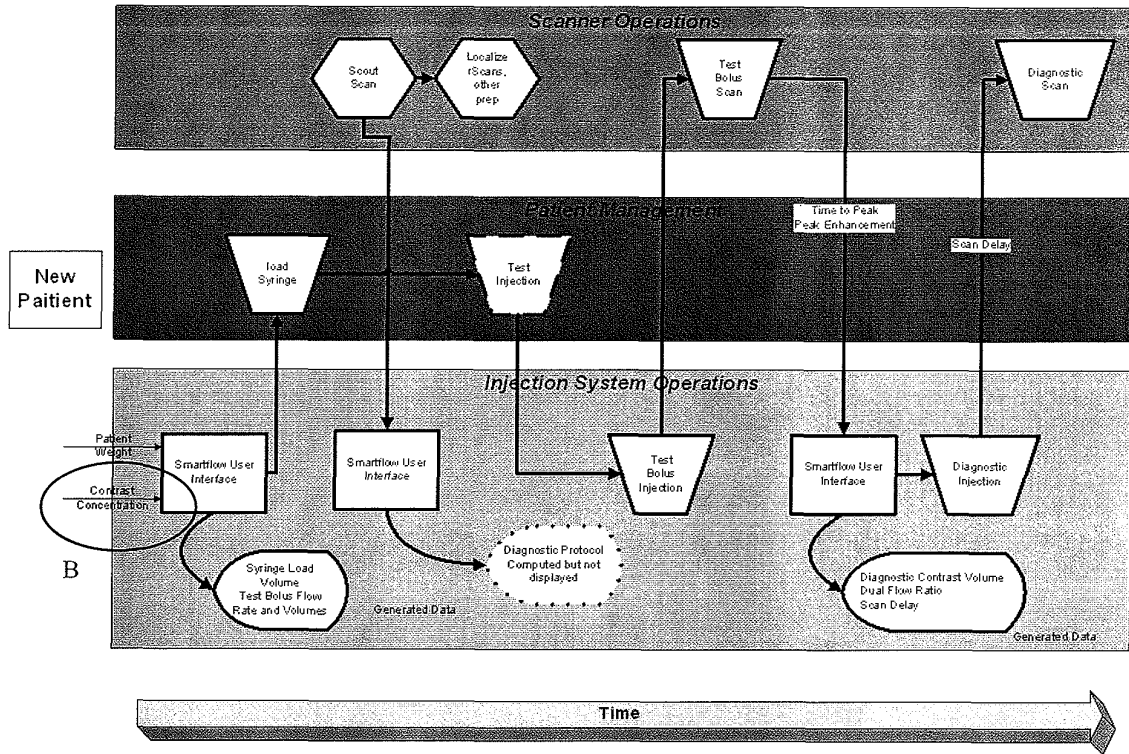 Scanner Operations
Scout
Scan
Localize
rScans,
other
prep
Test
Bolus
Scan
Diagnostic
Scan
Patient Management
Time to Peak
Peak Enhancement
load
Syringe
Test
Injection
Scan Delay
New
Paitient
Injection System Operations
Patient
Weight
Smartflow User
Interface
Smartflow User
Interface
Test
Bolus
Injection
Smartflow User
Interface
Diagnostic
Injection
Contrast
Concentration
B
Syringe Load
Volume
Test Bolus Flow
Rate and Volumes
Generated Data
Diagnostic Protocol
Computed but not
displayed
Diagnostic Contrast Volume
Dual Flow Ratio
Scan Delay
Generated Data
Time